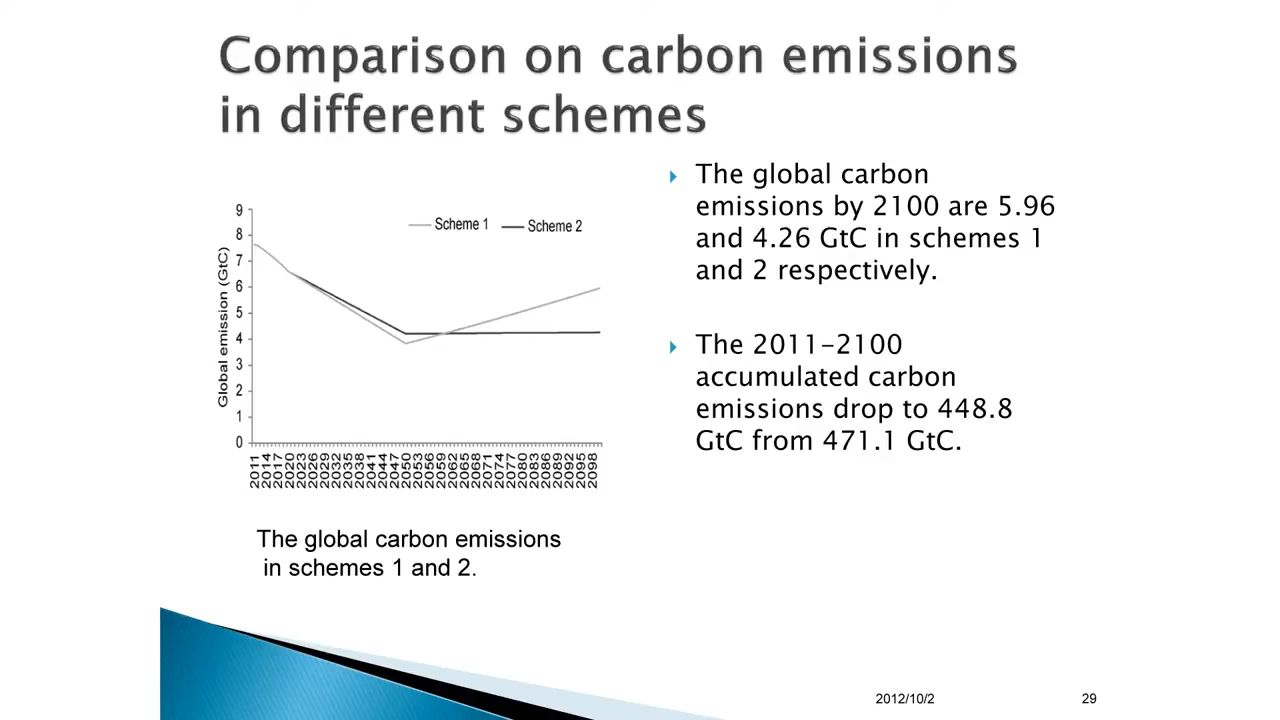 Comparison on carbon emissions
in different schemes
Scheme 1
Scheme 2
Global emission (GtC)
9
8
7
6
5
4
3
2
1
0
2011
2014
2017
2020
2023
2026
2029
2032
2035
2038
2041
2044
2047
2050
2053
2056
2059
2062
2065
2068
2071
2074
2077
2080
2083
2086
2089
2092
2095
2098
The global carbon emissions
in schemes 1 and 2.
The global carbon
emissions by 2100 are 5.96
and 4.26 GtC in schemes 1
and 2 respectively.
The 2011-2100
accumulated carbon
emissions drop to 448.8
GtC from 471.1 GtC.
2012/10/2
29